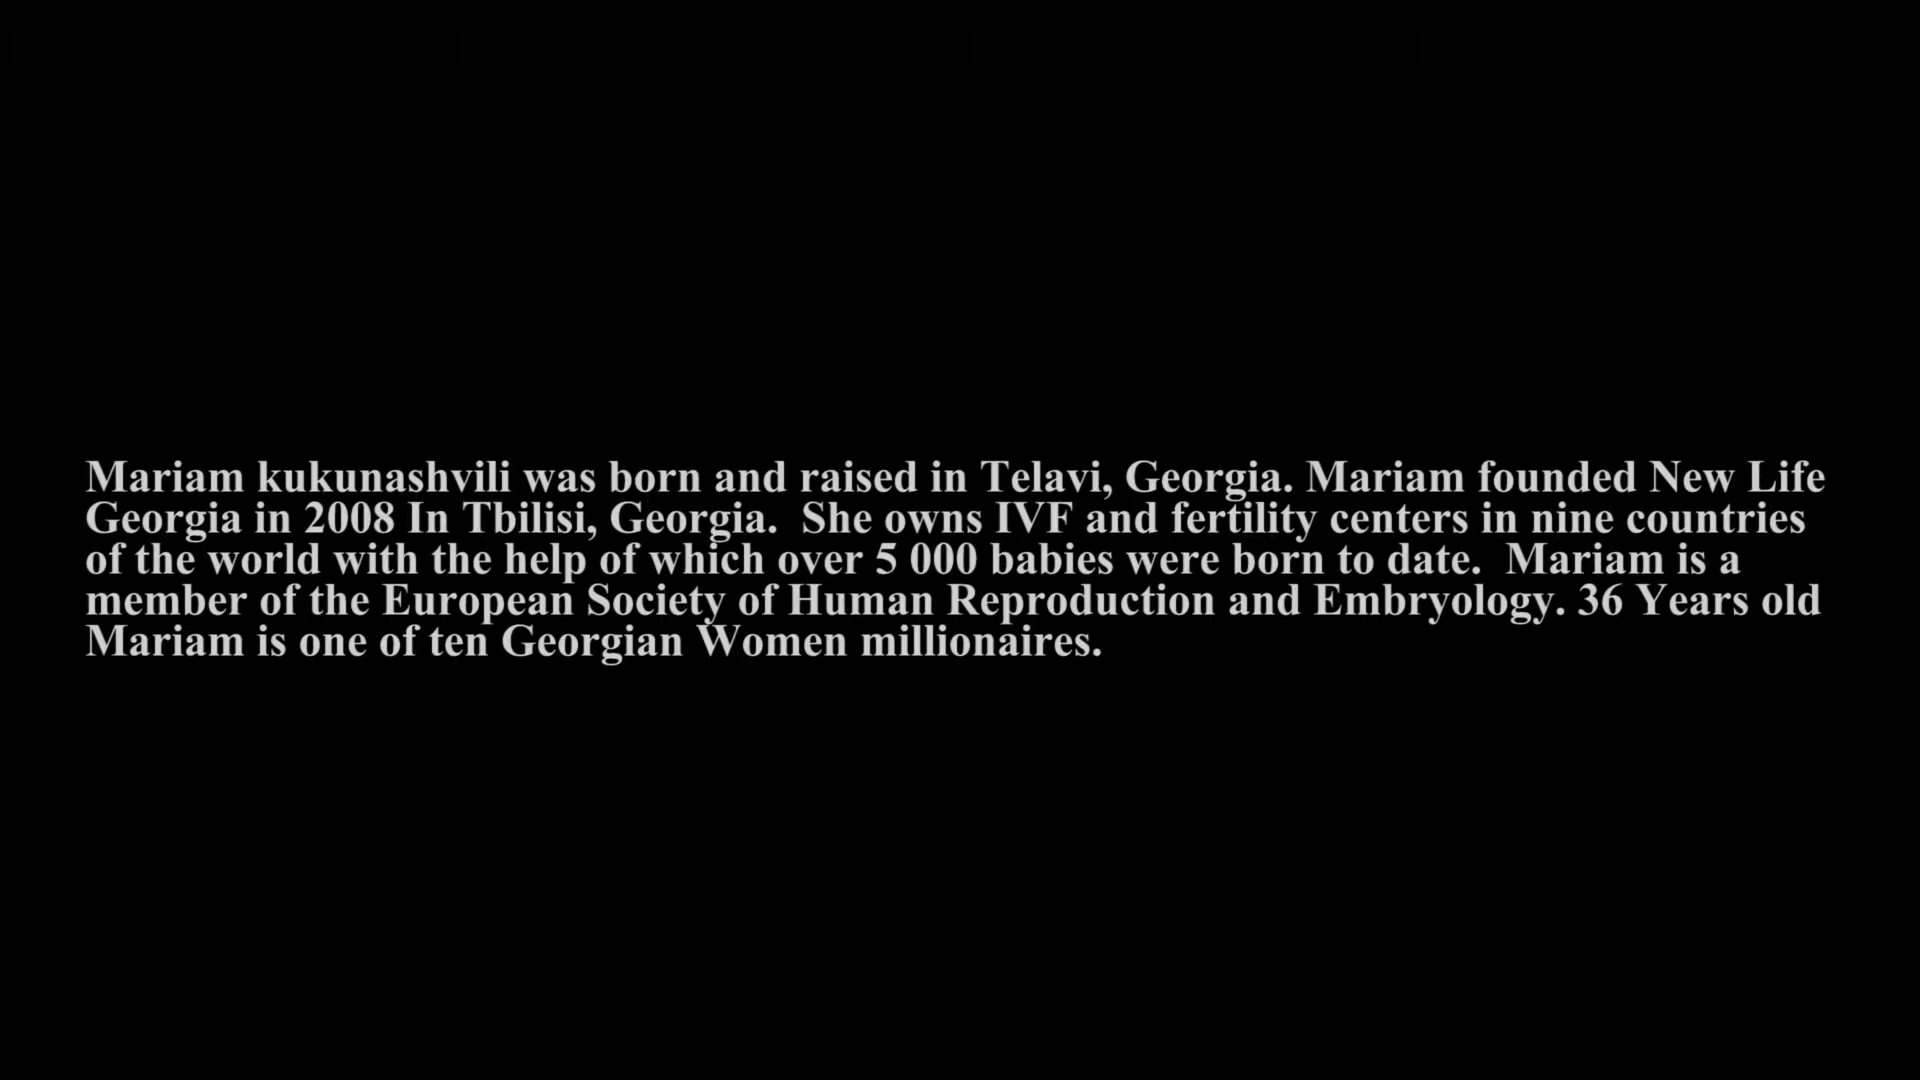 Mariam kukunashvili was born and raised in Telavi, Georgia. Mariam founded New Life
Georgia in 2008 In Tbilisi, Georgia.  She owns IVF and fertility centers in nine countries
of the world with the help of which over 5 000 babies were born to date.  Mariam is a
member of the European Society of Human Reproduction and Embryology. 36 Years old
Mariam is one of ten Georgian Women millionaires.